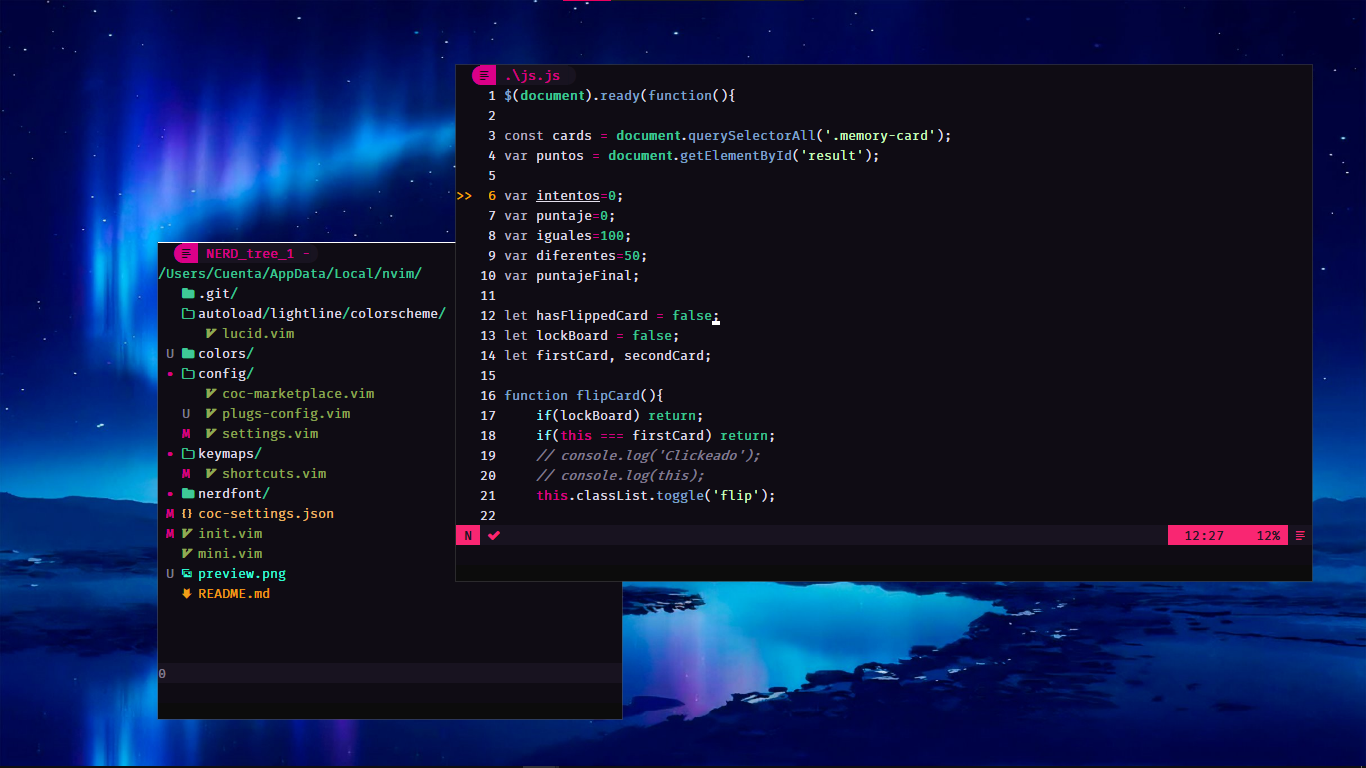 .\js.js
1 $(document).ready(function(){
2
3 const cards = document.querySelectorAll('.memory-card');
4 var puntos = document.getElementById('result');
5
>> 6 var intentos=0;
7 var puntaje=0;
8 var iguales=100;
9 var diferentes=50;
10 var puntajeFinal;
11
12 let hasFlippedCard = false;
13 let lockBoard = false;
14 let firstCard, secondCard;
15
16 function flipCard(){
17     if(lockBoard) return;
18     if(this === firstCard) return;
19     // console.log('Clickeado');
20     // console.log(this);
21     this.classList.toggle('flip');
22
N 12:27 12%
NERD_tree_1 -
/Users/Cuenta/AppData/Local/nvim/
.git/
autoload/lightline/colorscheme/
lucid.vim
U colors/
config/
coc-marketplace.vim
U plugs-config.vim
M settings.vim
keymaps/
M shortcuts.vim
nerdfont/
M {} coc-settings.json
M init.vim
mini.vim
U preview.png
README.md
0